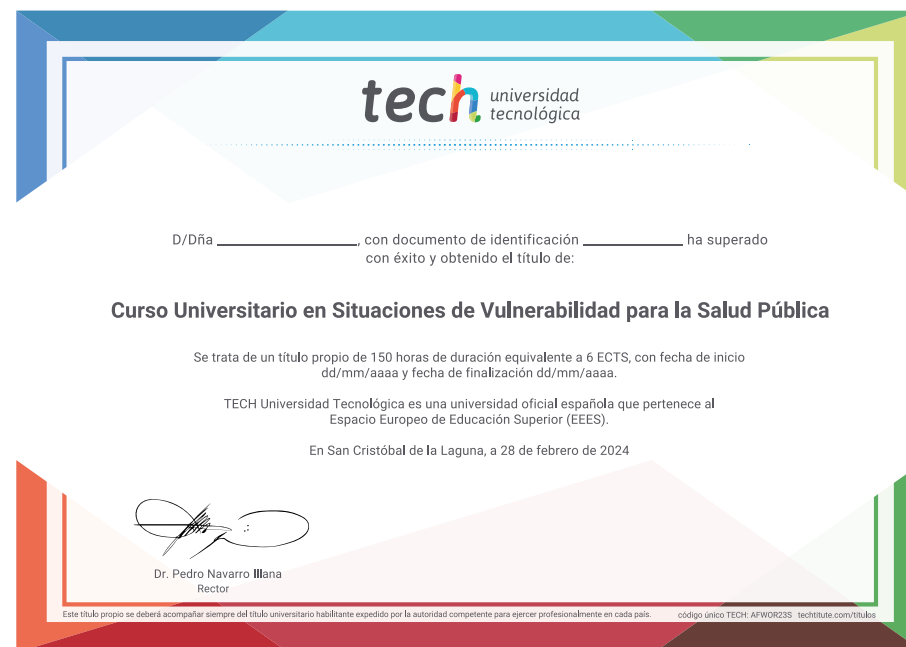 tech universidad
tecnológica
D/Dña ________________, con documento de identificación ____________ ha superado
con éxito y obtenido el título de:
Curso Universitario en Situaciones de Vulnerabilidad para la Salud Pública
Se trata de un título propio de 150 horas de duración equivalente a 6 ECTS, con fecha de inicio
dd/mm/aaaa y fecha de finalización dd/mm/aaaa.
TECH Universidad Tecnológica es una universidad oficial española que pertenece al
Espacio Europeo de Educación Superior (EEES).
En San Cristóbal de la Laguna, a 28 de febrero de 2024
Dr. Pedro Navarro Illana
Rector
Este título propio se deberá acompañar siempre del título universitario habilitante expedido por la autoridad competente para ejercer profesionalmente en cada país. código único TECH: AFWOR23S techtitute.com/titulos